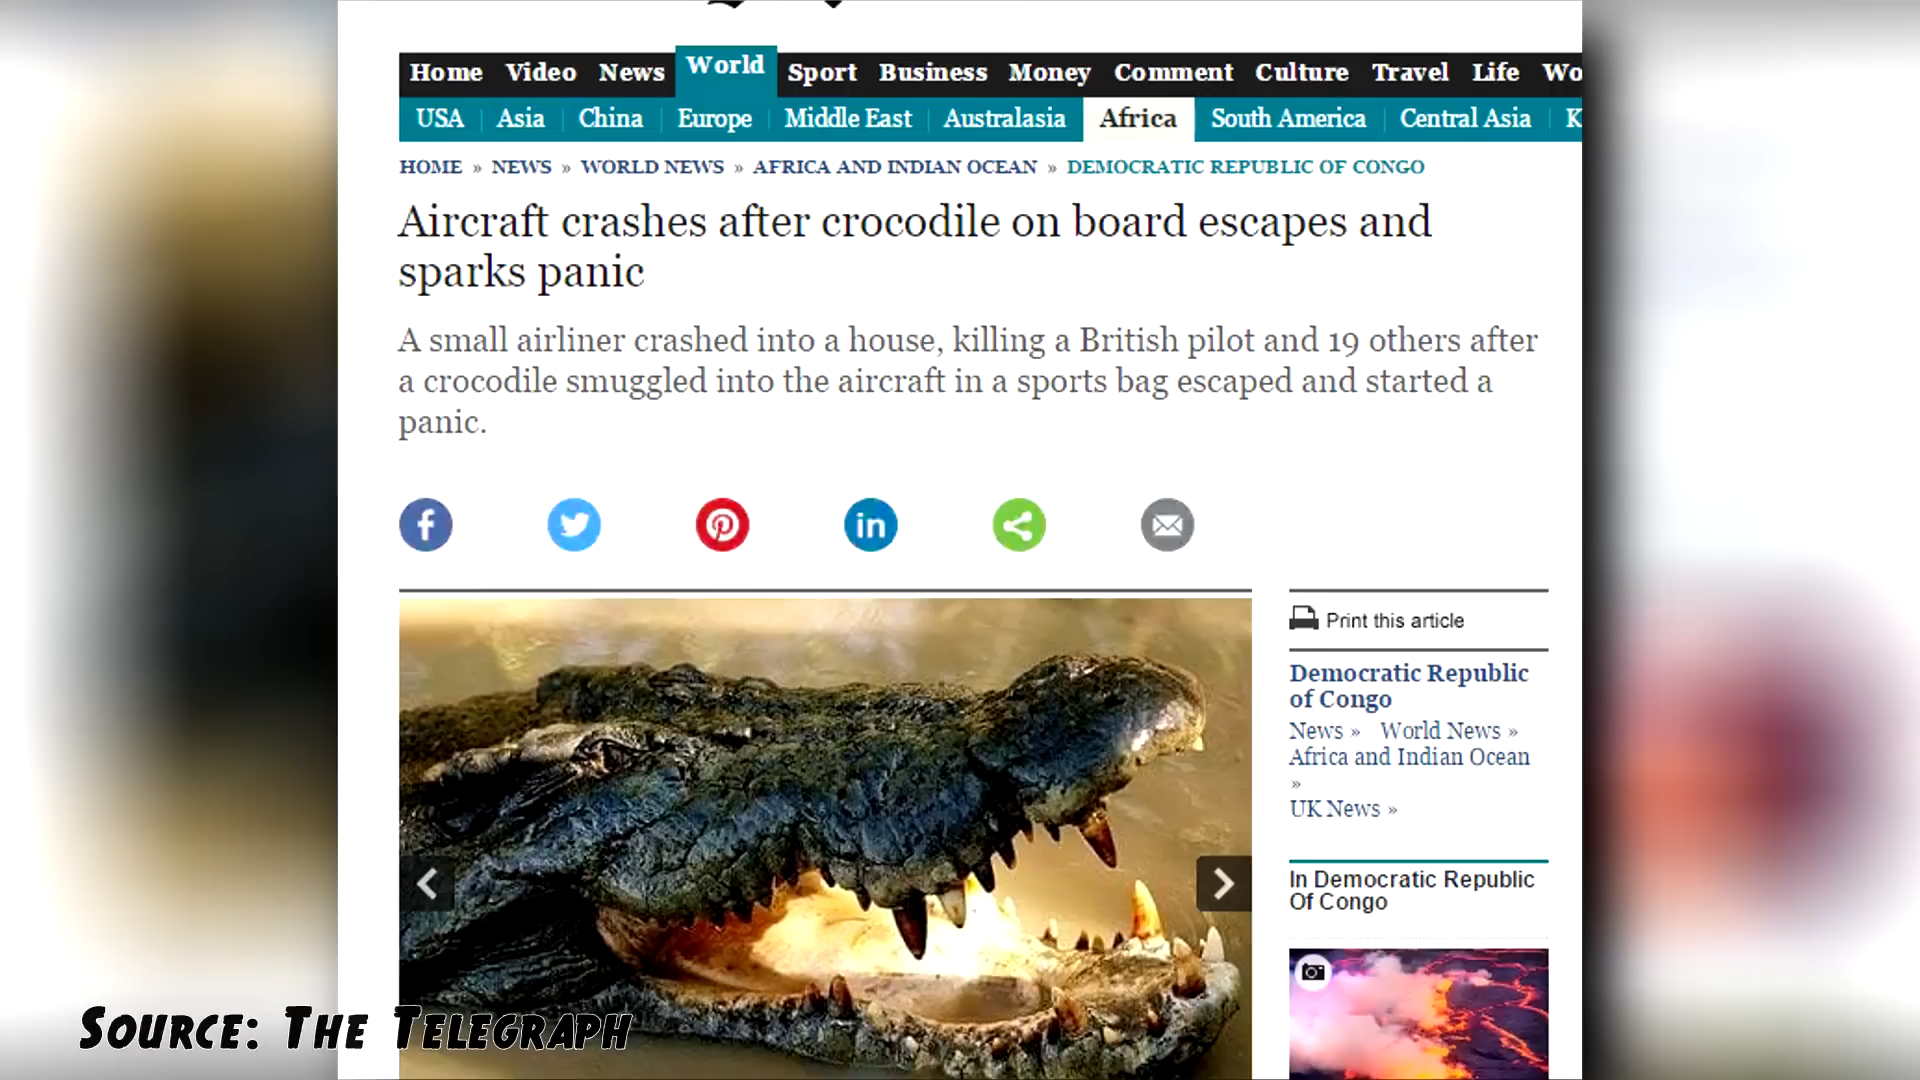 Home Video News World Sport Business Money Comment Culture Travel Life Wo
USA Asia China Europe Middle East Australasia Africa South America Central Asia K
HOME » NEWS » WORLD NEWS » AFRICA AND INDIAN OCEAN » DEMOCRATIC REPUBLIC OF CONGO
Aircraft crashes after crocodile on board escapes and
sparks panic
A small airliner crashed into a house, killing a British pilot and 19 others after
a crocodile smuggled into the aircraft in a sports bag escaped and started a
panic.
Print this article
Democratic Republic
of Congo
News » World News »
Africa and Indian Ocean
»
UK News »
In Democratic Republic
Of Congo
SOURCE: THE TELEGRAPH